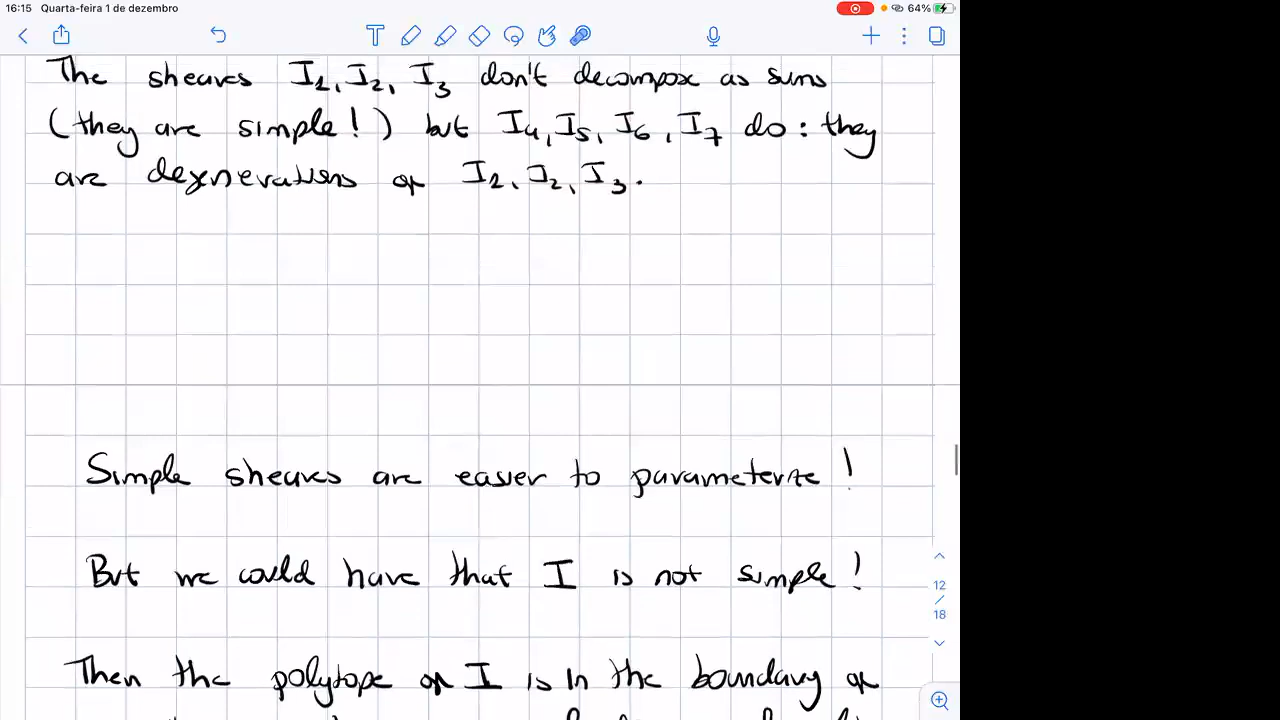 16:15 Quarta-feira 1 de dezembro 64%
The sheaves I₁, I₂, I₃ don't decompose as sums
(they are simple!) but I₄, I₅, I₆, I₇ do: they
are degenerations of I₁, I₂, I₃.
Simple sheaves are easier to parameterize!
But we could have that I is not simple!
12
/
18
Then the polytope of I is in the boundary of